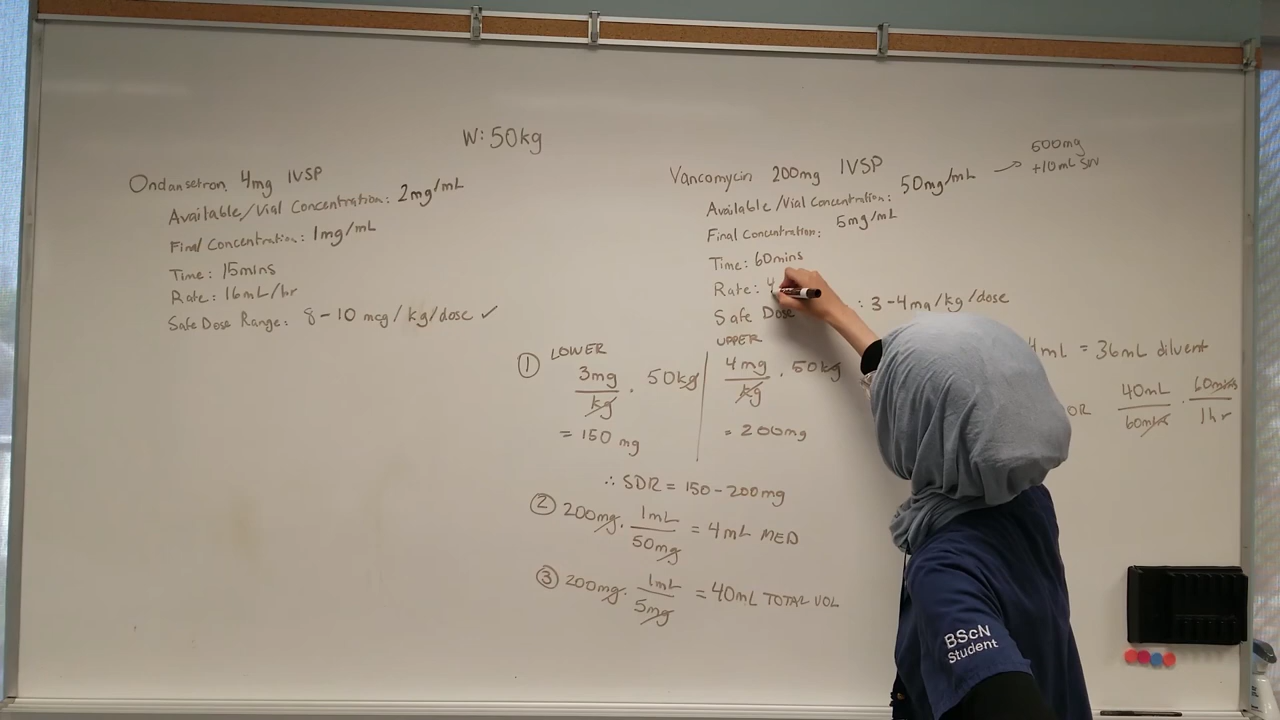 W: 50kg
Ondansetron 4mg IVSP
Available/Vial Concentration: 2mg/mL
Final Concentration: 1mg/mL
Time: 15mins
Rate: 16mL/hr
Safe Dose Range: 8-10 mcg/kg/dose ✓
Vancomycin 200mg IVSP
Available/Vial Concentration: 50mg/mL →
500mg
+10mL SW
Final Concentration: 5mg/mL
Time: 60mins
Rate: 4
Safe Dose : 3-4mg/kg/dose
① LOWER
3mg/kg . 50kg
= 150 mg
UPPER
4mg/kg . 50kg
= 200mg
∴ SDR = 150-200mg
② 200mg . 1mL/50mg = 4mL MED
③ 200mg . 1mL/5mg = 40mL TOTAL VOL
4mL = 36mL diluent
OR 40mL/60mins . 60mins/1hr
BScN
Student